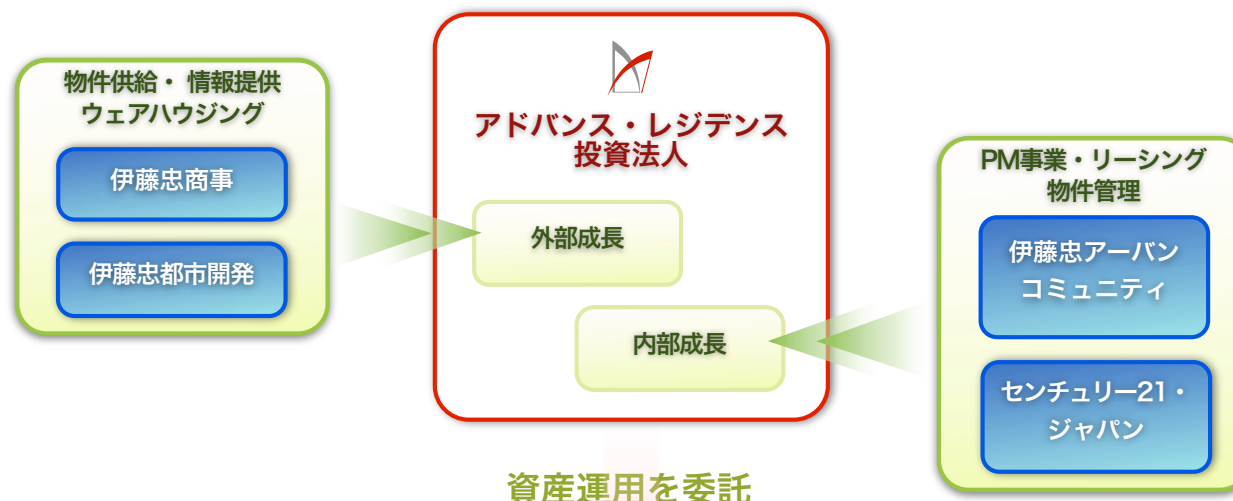 物件供給・ 情報提供
ウェアハウジング
伊藤忠商事
伊藤忠都市開発
アドバンス・レジデンス
投資法人
外部成長
内部成長
PM事業・リーシング
物件管理
伊藤忠アーバン
コミュニティ
センチュリー21・
ジャパン
資産運用を委託